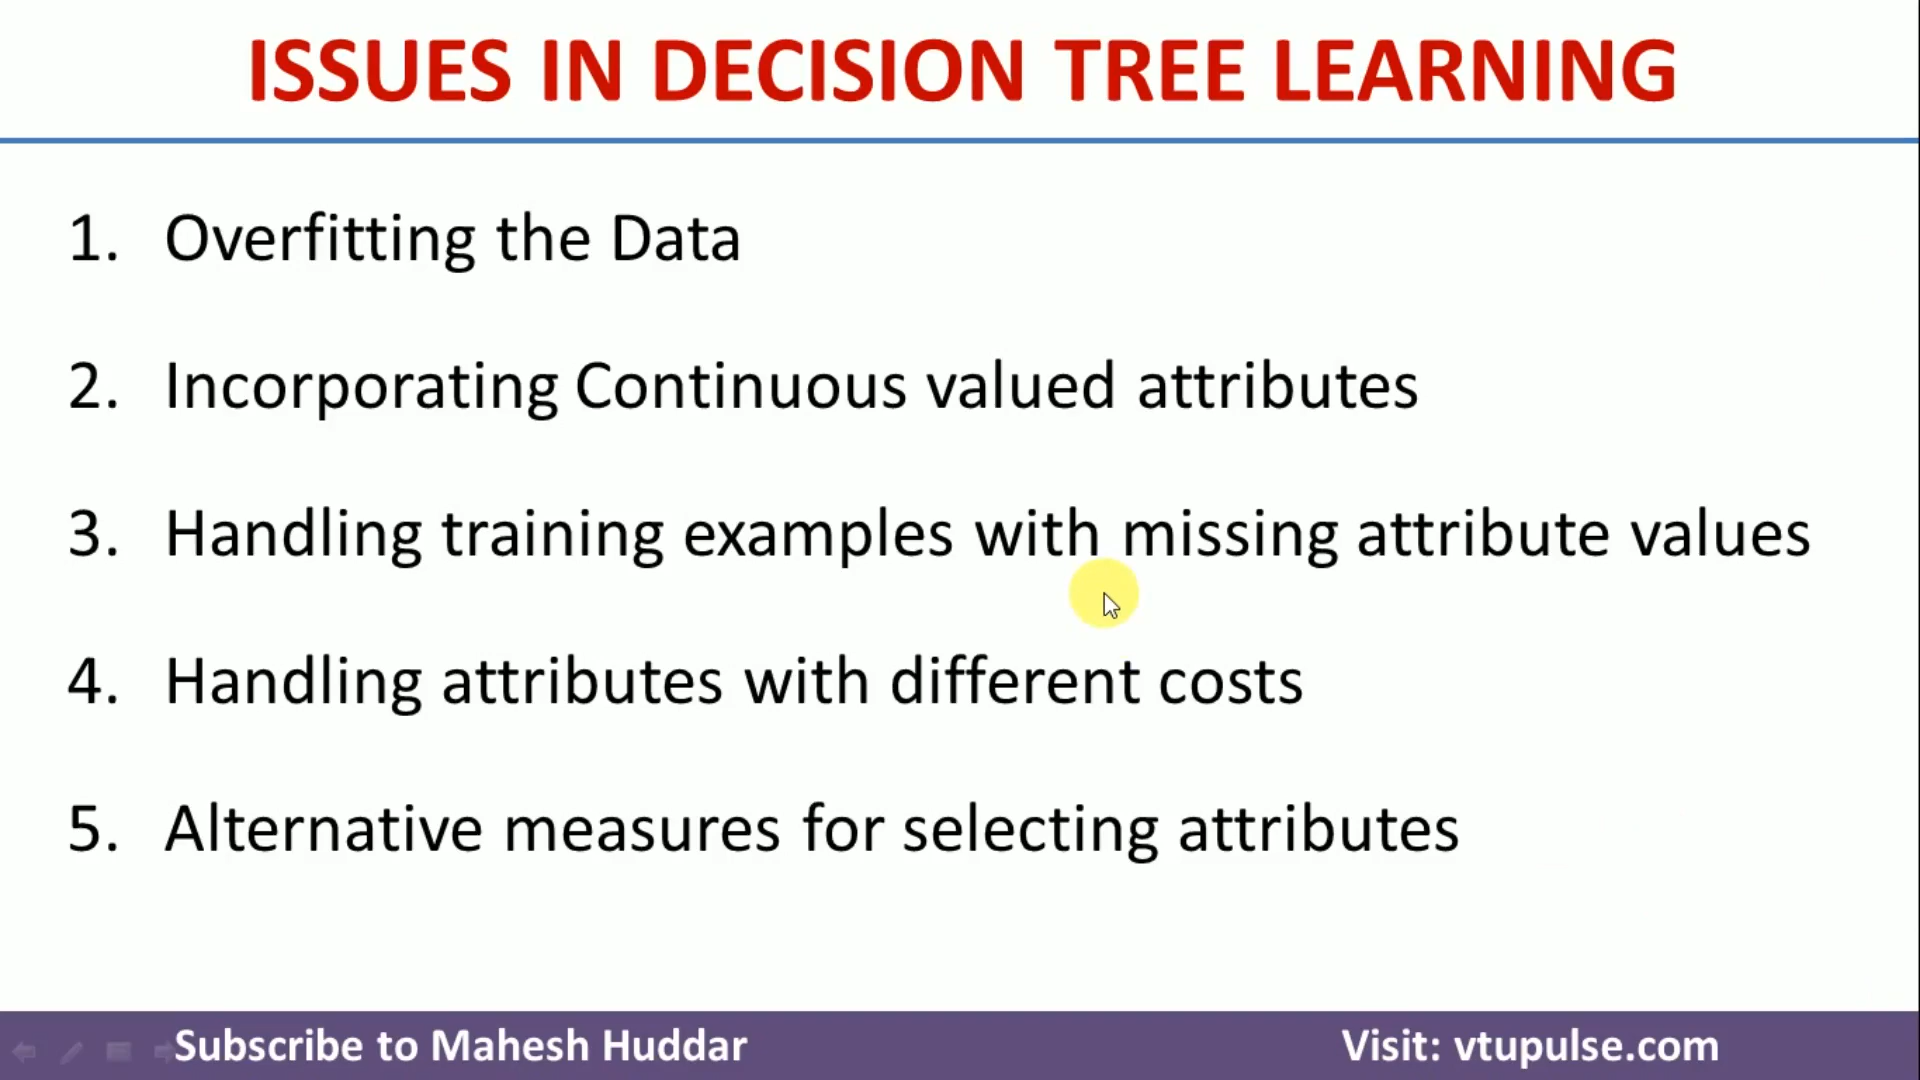 ISSUES IN DECISION TREE LEARNING
1. Overfitting the Data
2. Incorporating Continuous valued attributes
3. Handling training examples with missing attribute values
4. Handling attributes with different costs
5. Alternative measures for selecting attributes
Subscribe to Mahesh Huddar
Visit: vtupulse.com